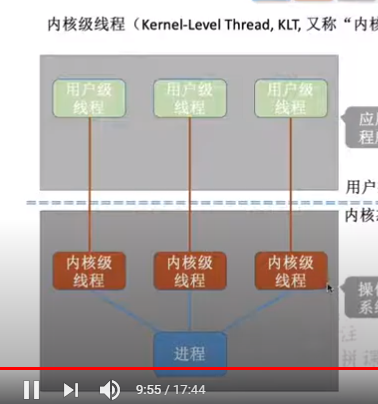 内核级线程（Kernel-Level Thread, KLT, 又称“内核
用户级
线程
用户级
线程
用户级
线程
应
程
用户
内核
内核级
线程
内核级
线程
内核级
线程
操
系
进程
9:55 / 17:44